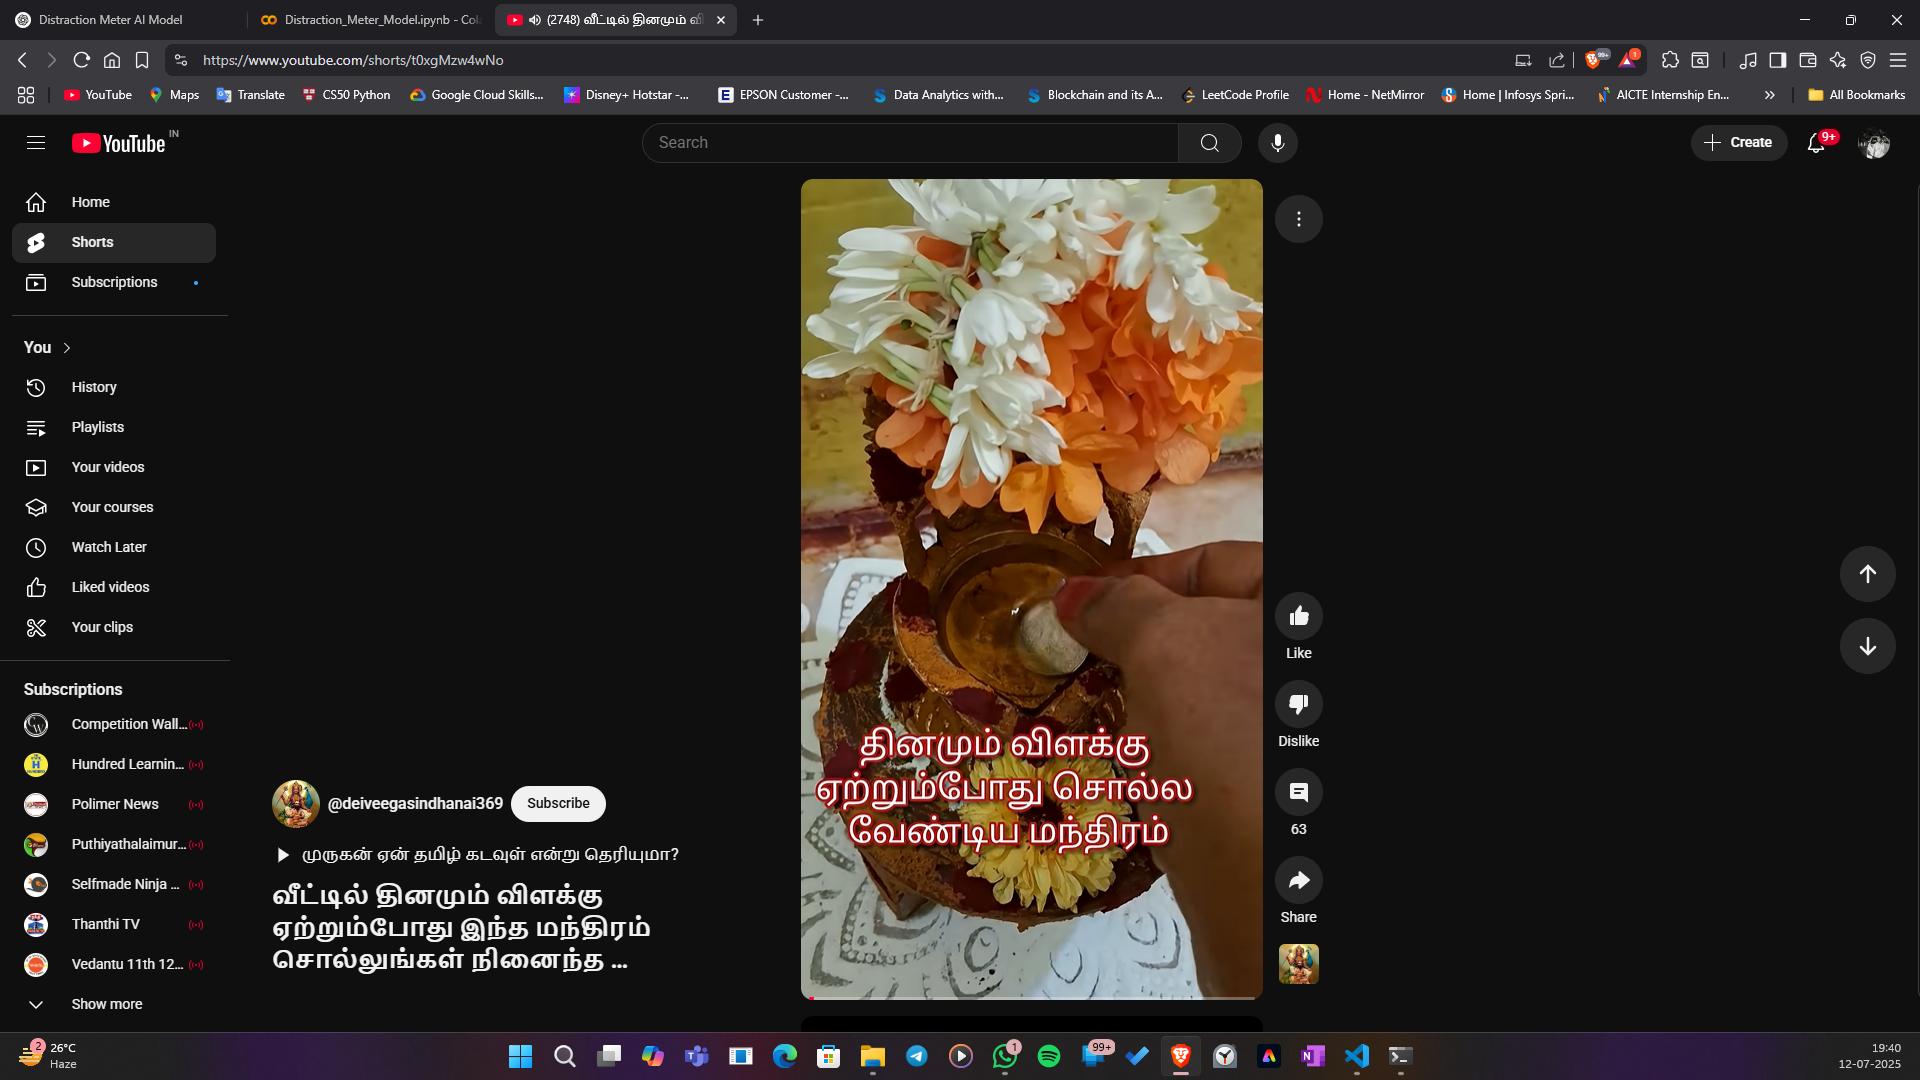 Distraction Meter AI Model
Distraction_Meter_Model.ipynb - Col
(2748) வீட்டில் தினமும் வி
https://www.youtube.com/shorts/t0xgMzw4wNo
99+
1
YouTube
Maps
Translate
CS50 Python
Google Cloud Skills...
Disney+ Hotstar -...
EPSON Customer -...
Data Analytics with...
Blockchain and its A...
LeetCode Profile
Home - NetMirror
Home | Infosys Spri...
AICTE Internship En...
All Bookmarks
YouTube IN
Search
Create
9+
Home
Shorts
Subscriptions
You
History
Playlists
Your videos
Your courses
Watch Later
Liked videos
Your clips
Subscriptions
Competition Wall...
Hundred Learnin...
Polimer News
Puthiyathalaimur...
Selfmade Ninja ...
Thanthi TV
Vedantu 11th 12...
Show more
@deiveegasindhanai369
Subscribe
முருகன் ஏன் தமிழ் கடவுள் என்று தெரியுமா?
வீட்டில் தினமும் விளக்கு
ஏற்றும்போது இந்த மந்திரம்
சொல்லுங்கள் நினைந்த ...
தினமும் விளக்கு
ஏற்றும்போது சொல்ல
வேண்டிய மந்திரம்
Like
Dislike
63
Share
2
26°C
Haze
1
99+
19:40
12-07-2025